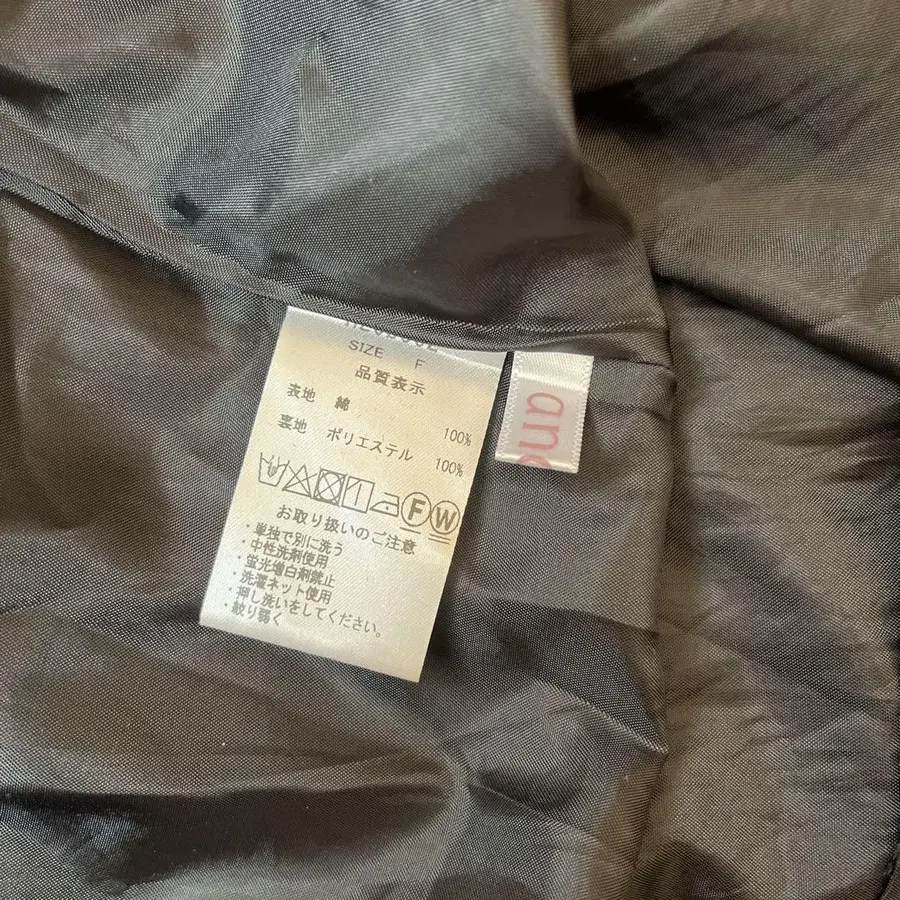 SIZE F
品質表示
表地 綿 100%
裏地 ポリエステル 100%
F W
お取り扱いのご注意
・単独で別に洗う
・中性洗剤使用
・蛍光増白剤禁止
・洗濯ネット使用
・押し洗いをしてください。
・絞り弱く
and